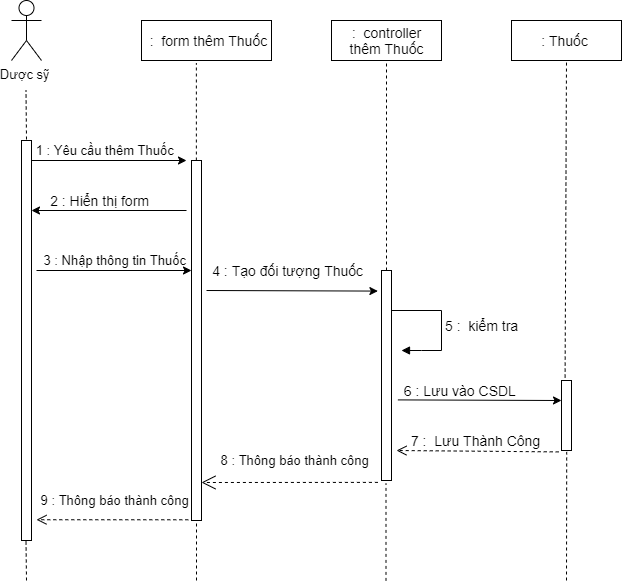 Dược sỹ
: form thêm Thuốc
: controller
thêm Thuốc
: Thuốc
1 : Yêu cầu thêm Thuốc
2 : Hiển thị form
3 : Nhập thông tin Thuốc
4 : Tạo đối tượng Thuốc
5 : kiểm tra
6 : Lưu vào CSDL
7 : Lưu Thành Công
8 : Thông báo thành công
9 : Thông báo thành công